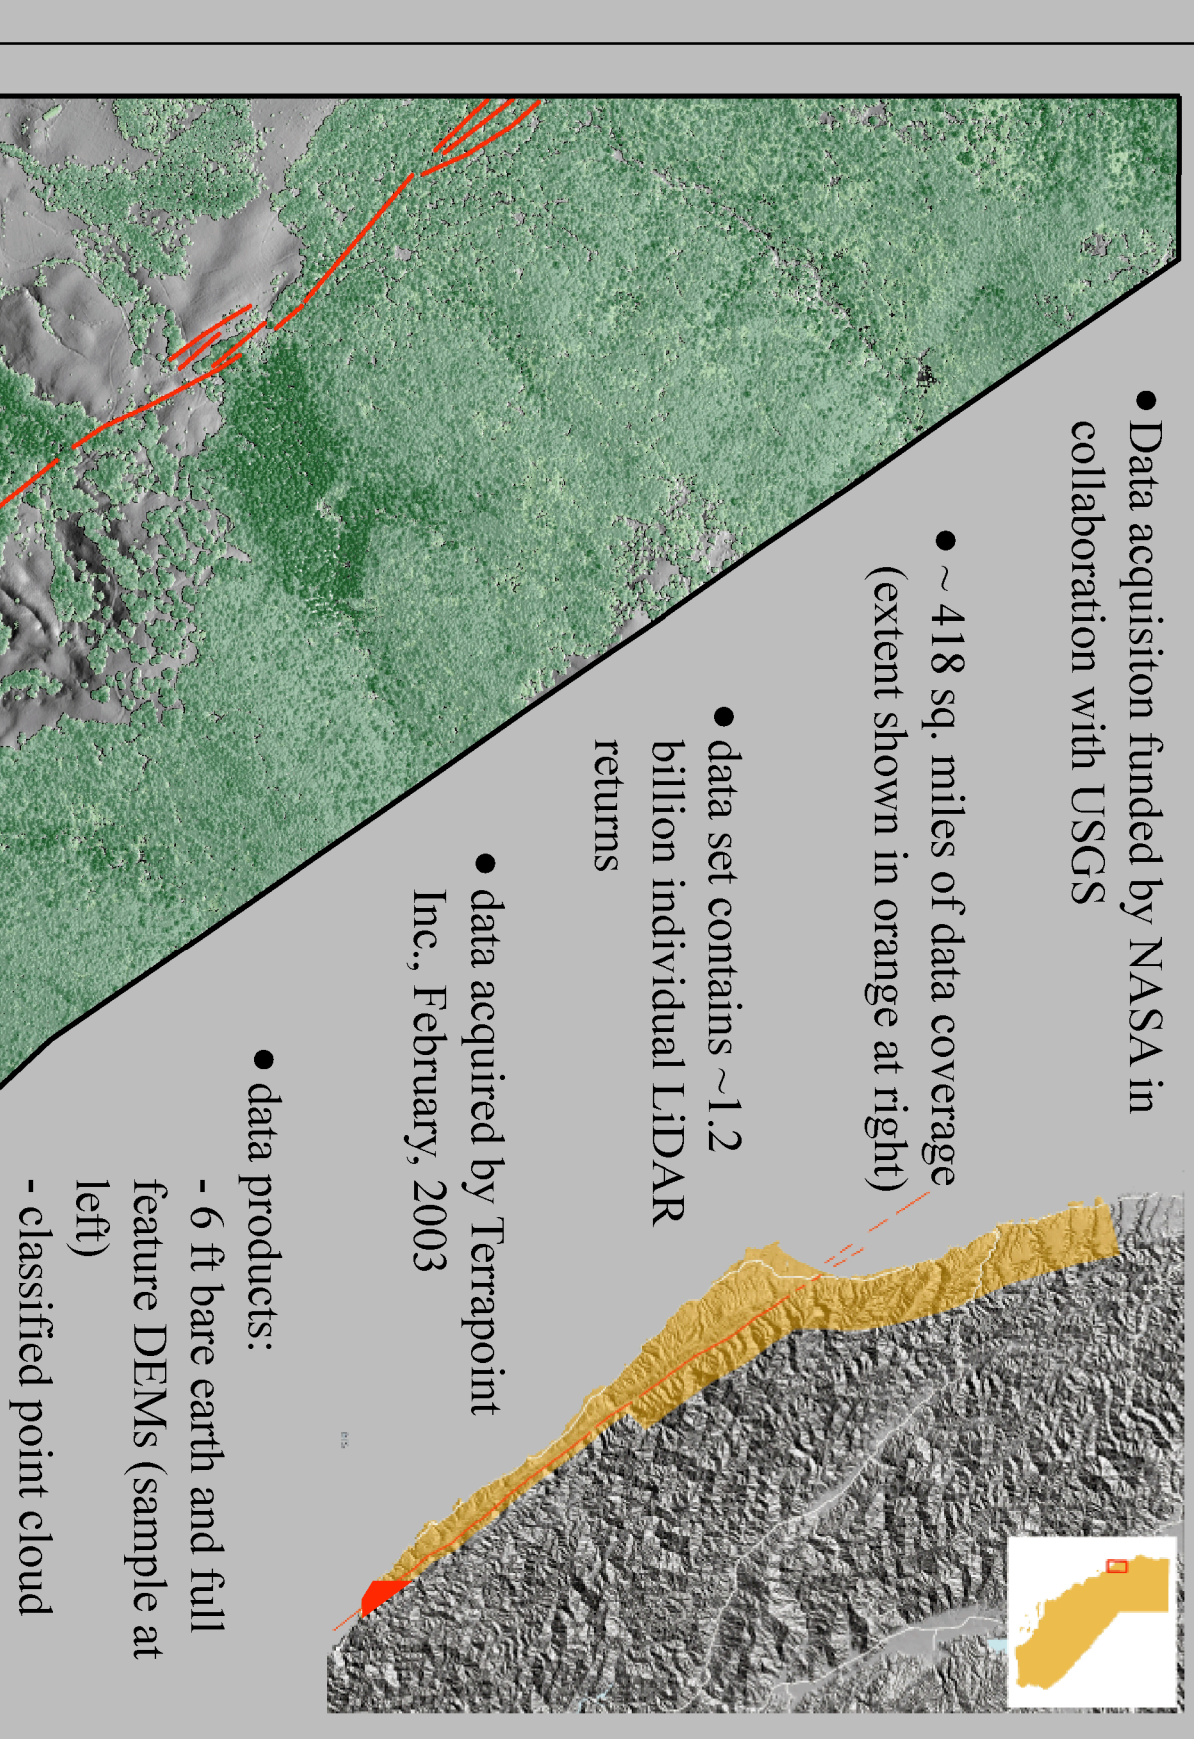 ● Data acquisiton funded by NASA in
collaboration with USGS
● ~ 418 sq. miles of data coverage
(extent shown in orange at right)
● data set contains ~1.2
billion individual LiDAR
returns
● data acquired by Terrapoint
Inc., February, 2003
● data products:
- 6 ft bare earth and full
feature DEMs (sample at
left)
- classified point cloud